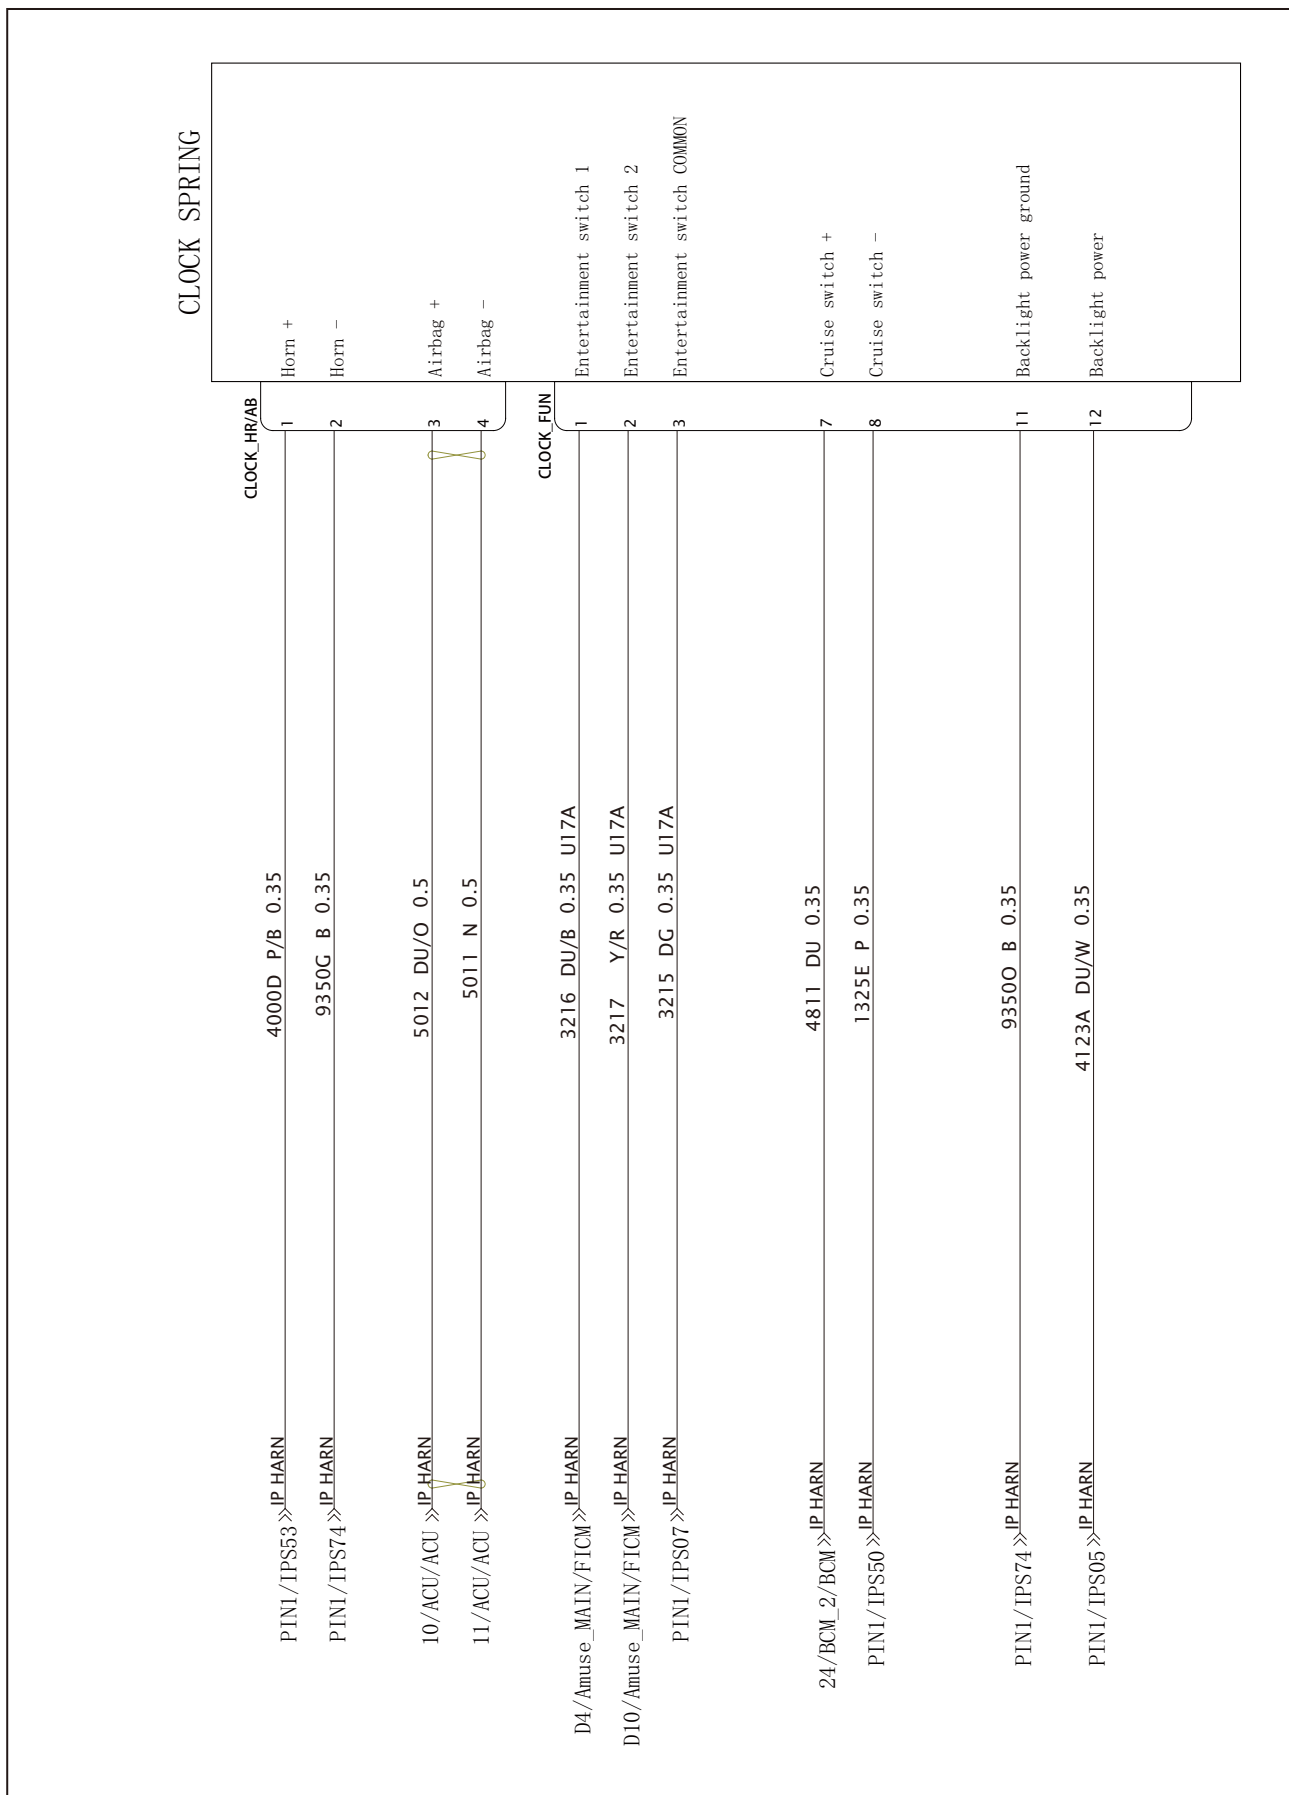 CLOCK SPRING
CLOCK_HR/AB
PIN1/IPS53 IP HARN 4000D P/B 0.35 1 Horn +
PIN1/IPS74 IP HARN 9350G B 0.35 2 Horn -
10/ACU/ACU IP HARN 5012 DU/O 0.5 3 Airbag +
11/ACU/ACU IP HARN 5011 N 0.5 4 Airbag -
CLOCK_FUN
D4/Amuse_MAIN/FICM IP HARN 3216 DU/B 0.35 U17A 1 Entertainment switch 1
D10/Amuse_MAIN/FICM IP HARN 3217 Y/R 0.35 U17A 2 Entertainment switch 2
PIN1/IPS07 IP HARN 3215 DG 0.35 U17A 3 Entertainment switch COMMON
24/BCM_2/BCM IP HARN 4811 DU 0.35 7 Cruise switch +
PIN1/IPS50 IP HARN 1325E P 0.35 8 Cruise switch -
PIN1/IPS74 IP HARN 9350O B 0.35 11 Backlight power ground
PIN1/IPS05 IP HARN 4123A DU/W 0.35 12 Backlight power